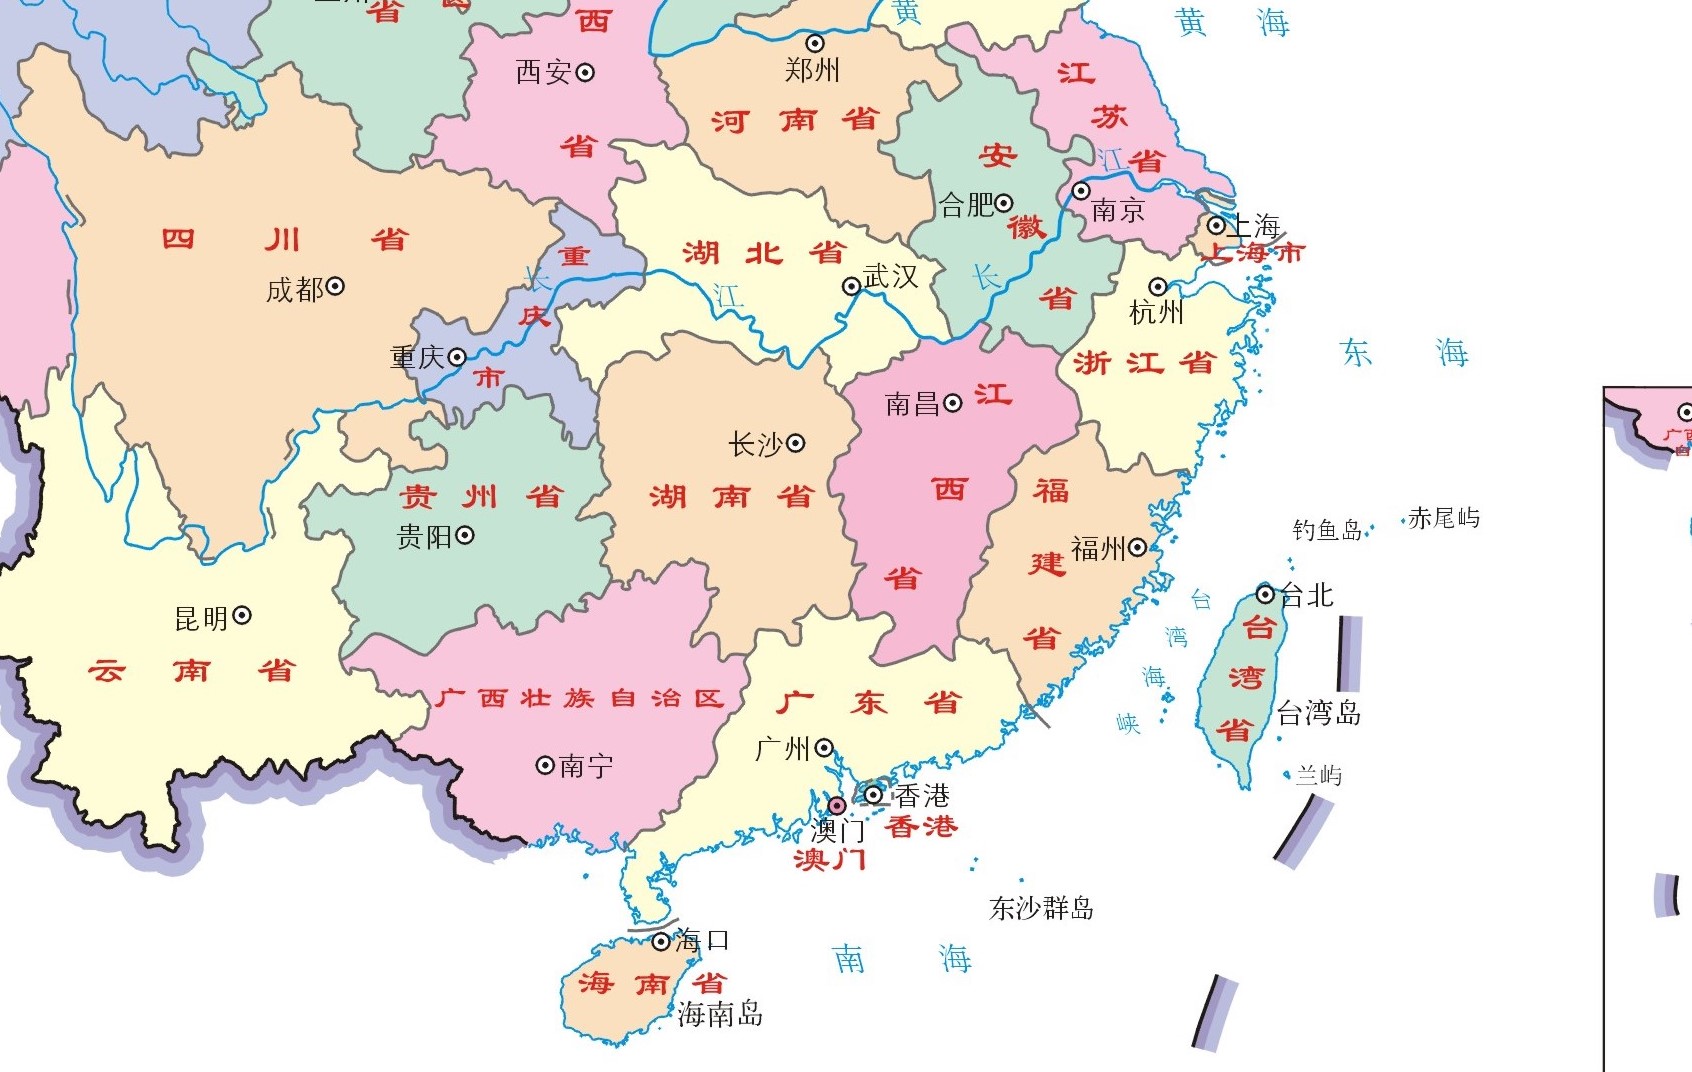 省
西
黄
黄 海
西安
郑州
江
苏
省
河南省
省
安
徽
省
江
合肥
南京
上海
上海市
四川省
成都
重
庆
市
长
重庆
湖北省
武汉
江
长
杭州
浙江省
东 海
南昌
江
西
省
长沙
湖南省
贵州省
贵阳
福
建
省
福州
钓鱼岛
赤尾屿
台北
台
湾
省
台湾岛
兰屿
台
湾
海
峡
昆明
云南省
广西壮族自治区
南宁
广东省
广州
香港
香港
澳门
澳门
东沙群岛
南 海
海口
海南省
海南岛
广西